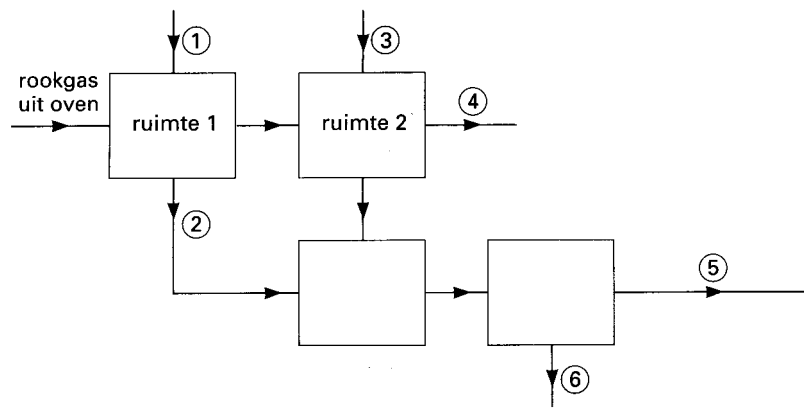 ①
③
rookgas
uit oven
ruimte 1
ruimte 2
④
②
⑤
⑥